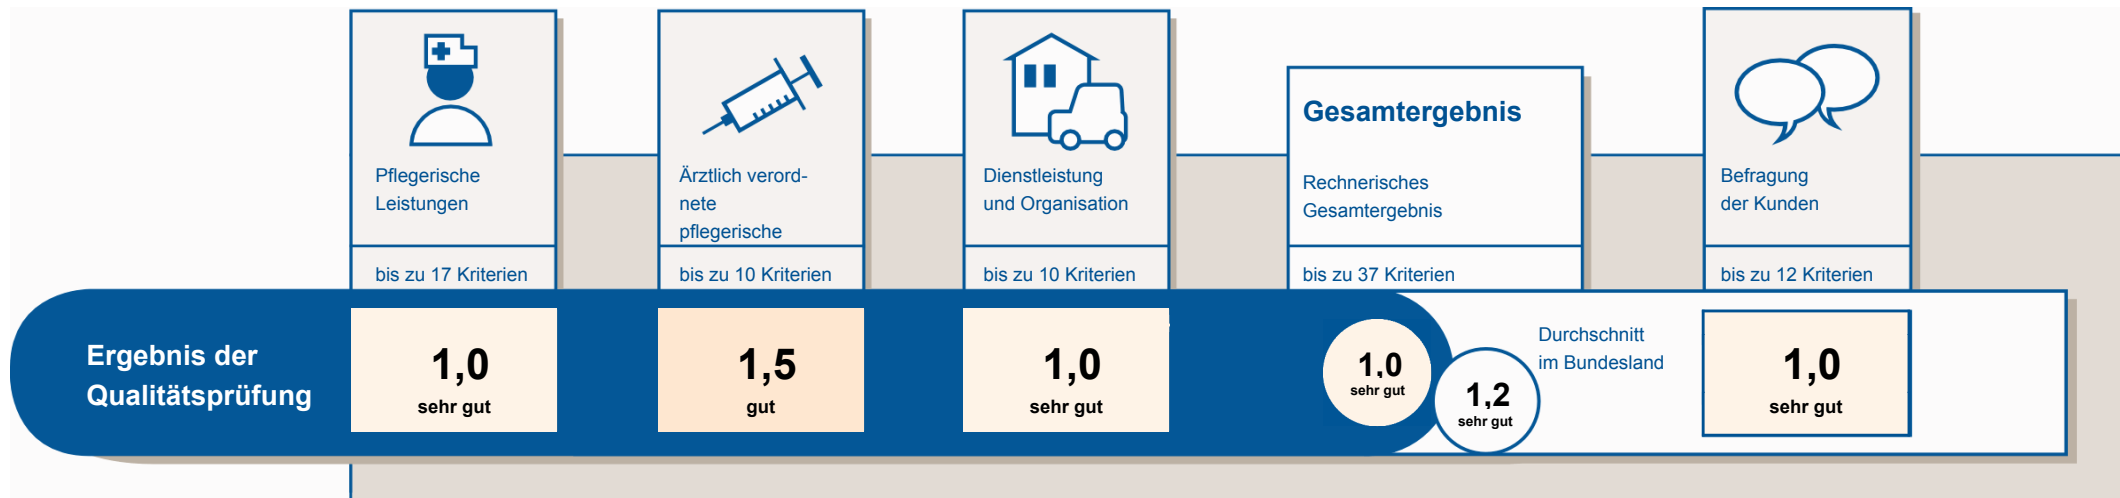 Pflegerische
Leistungen
bis zu 17 Kriterien
Ärztlich verord-
nete
pflegerische
bis zu 10 Kriterien
Dienstleistung
und Organisation
bis zu 10 Kriterien
Gesamtergebnis
Rechnerisches
Gesamtergebnis
bis zu 37 Kriterien
Befragung
der Kunden
bis zu 12 Kriterien
Ergebnis der
Qualitätsprüfung
1,0
sehr gut
1,5
gut
1,0
sehr gut
1,0
sehr gut
1,2
sehr gut
Durchschnitt
im Bundesland
1,0
sehr gut